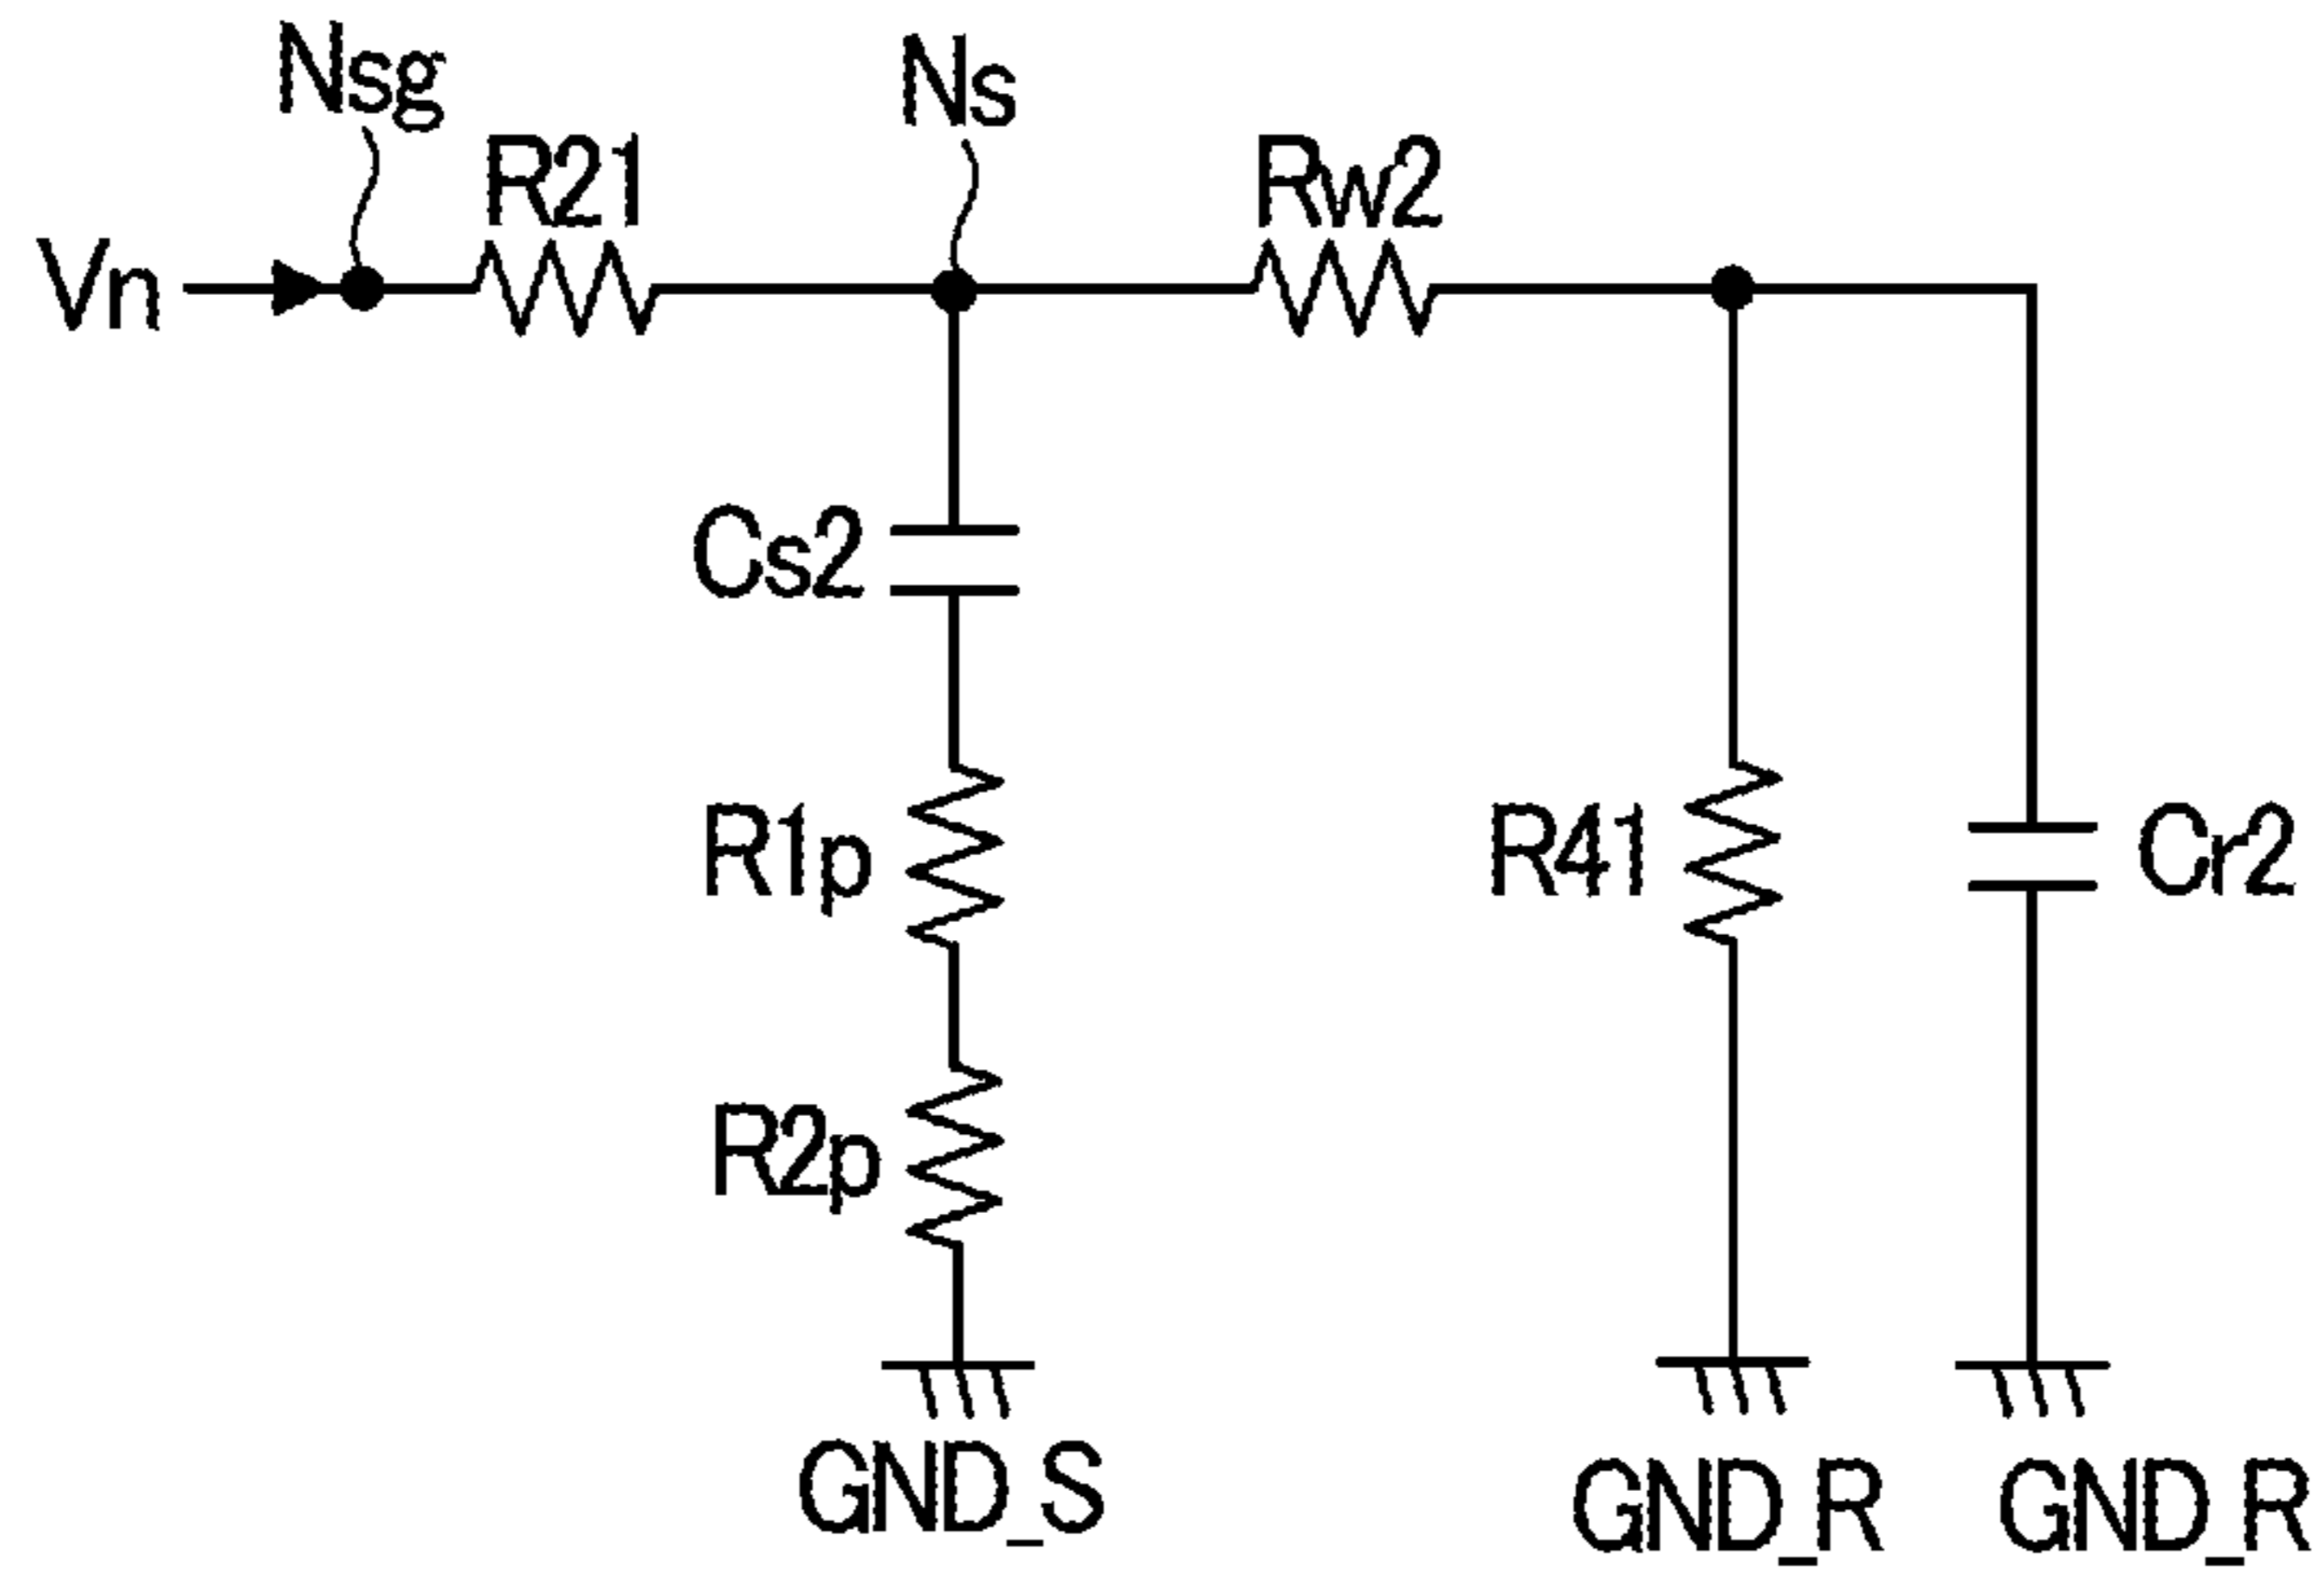 Nsg
Ns
R21
Rw2
Vn
Cs2
R1p
R41
Cr2
R2p
GND_S
GND_R
GND_R